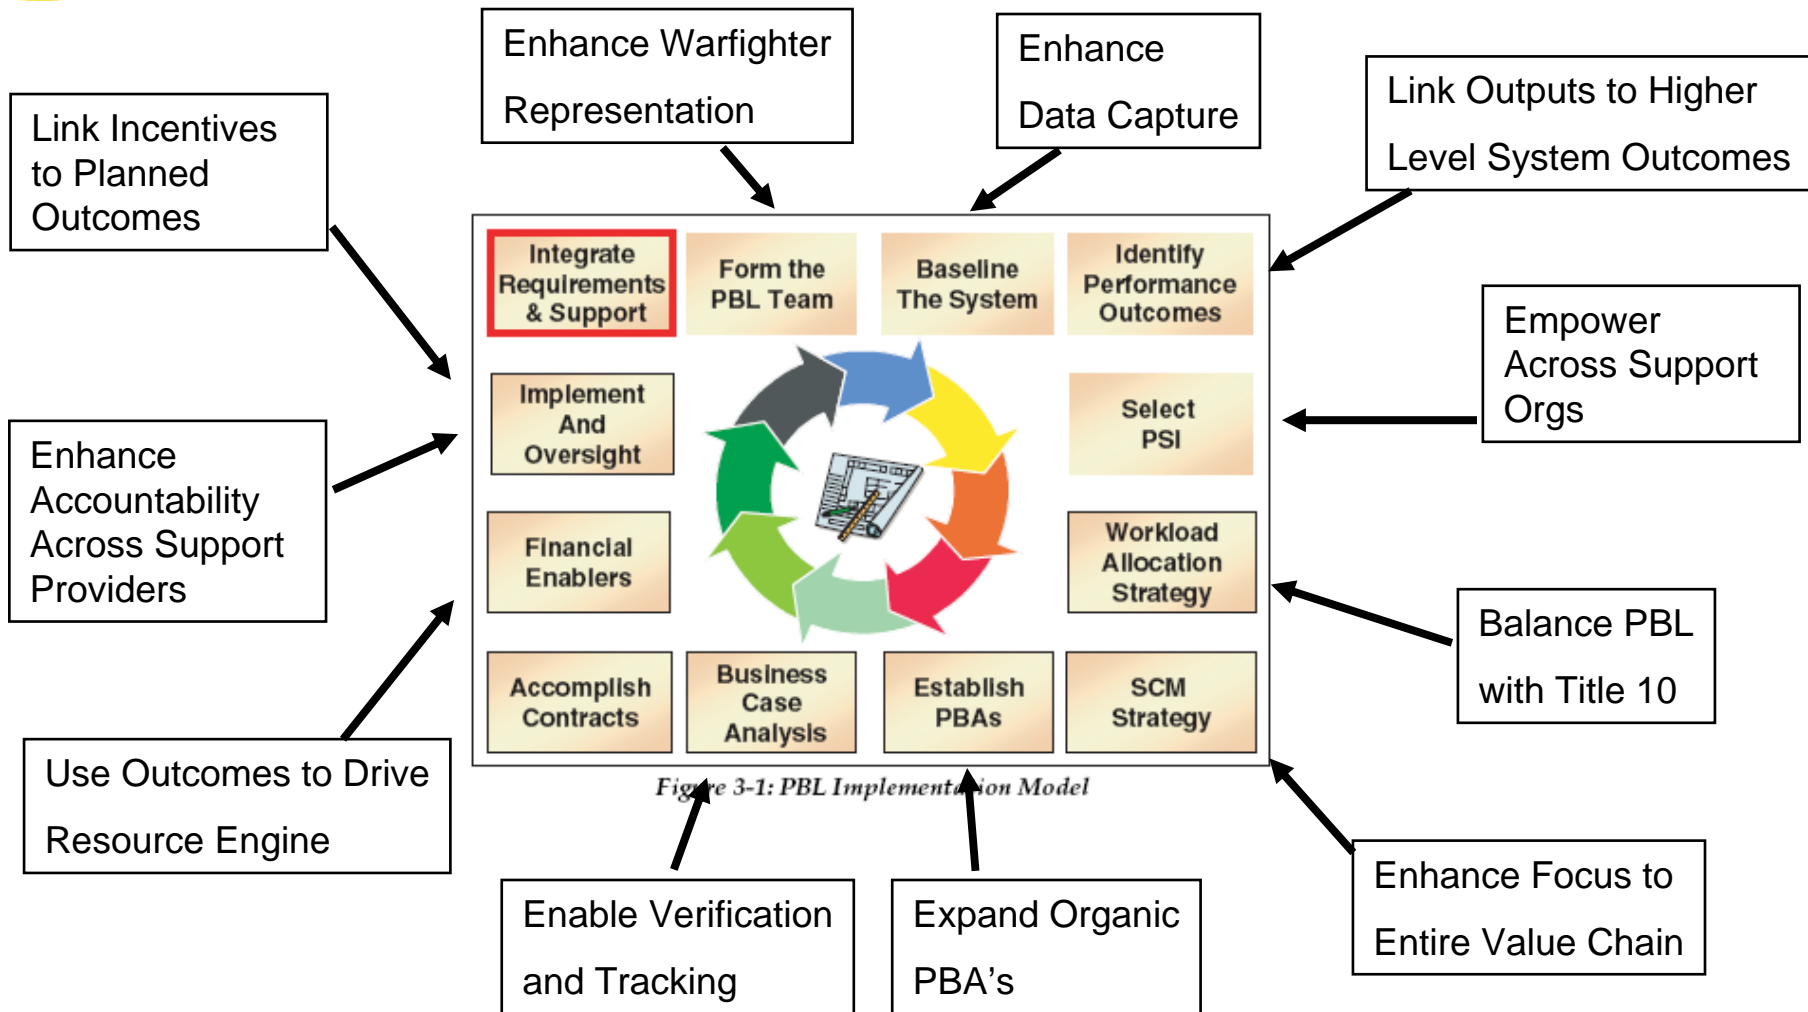 Enhance Warfighter
Representation
Enhance
Data Capture
Link Outputs to Higher
Level System Outcomes
Link Incentives
to Planned
Outcomes
Integrate
Requirements
& Support
Form the
PBL Team
Baseline
The System
Identify
Performance
Outcomes
Empower
Across Support
Orgs
Implement
And
Oversight
Select
PSI
Enhance
Accountability
Across Support
Providers
Financial
Enablers
Workload
Allocation
Strategy
Balance PBL
with Title 10
Accomplish
Contracts
Business
Case
Analysis
Establish
PBAs
SCM
Strategy
Figure 3-1: PBL Implementation Model
Use Outcomes to Drive
Resource Engine
Enable Verification
and Tracking
Expand Organic
PBA's
Enhance Focus to
Entire Value Chain